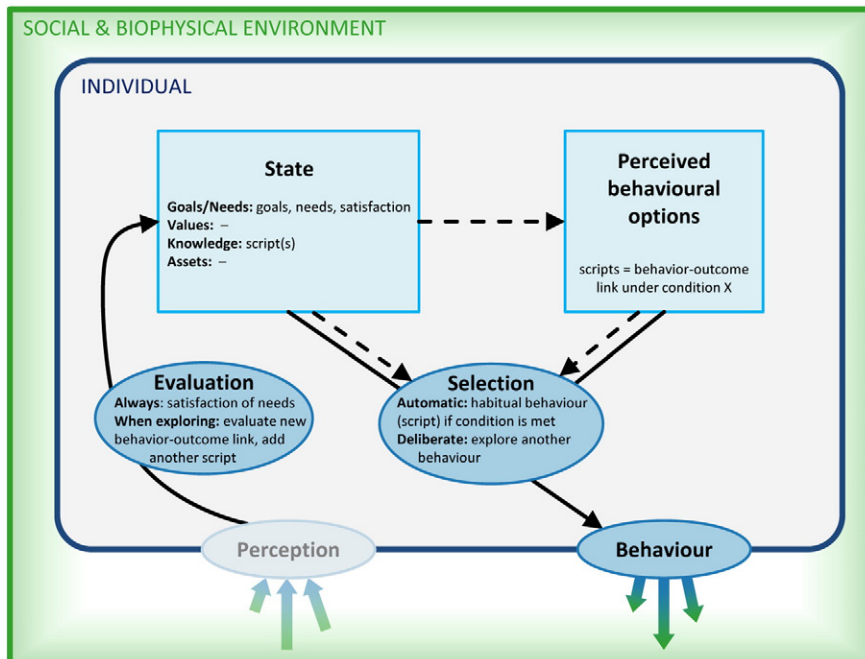 SOCIAL & BIOPHYSICAL ENVIRONMENT
INDIVIDUAL
State
Goals/Needs: goals, needs, satisfaction
Values: –
Knowledge: script(s)
Assets: –
Perceived
behavioural
options
scripts = behavior-outcome
link under condition X
Evaluation
Always: satisfaction of needs
When exploring: evaluate new
behavior-outcome link, add
another script
Selection
Automatic: habitual behaviour
(script) if condition is met
Deliberate: explore another
behaviour
Perception
Behaviour